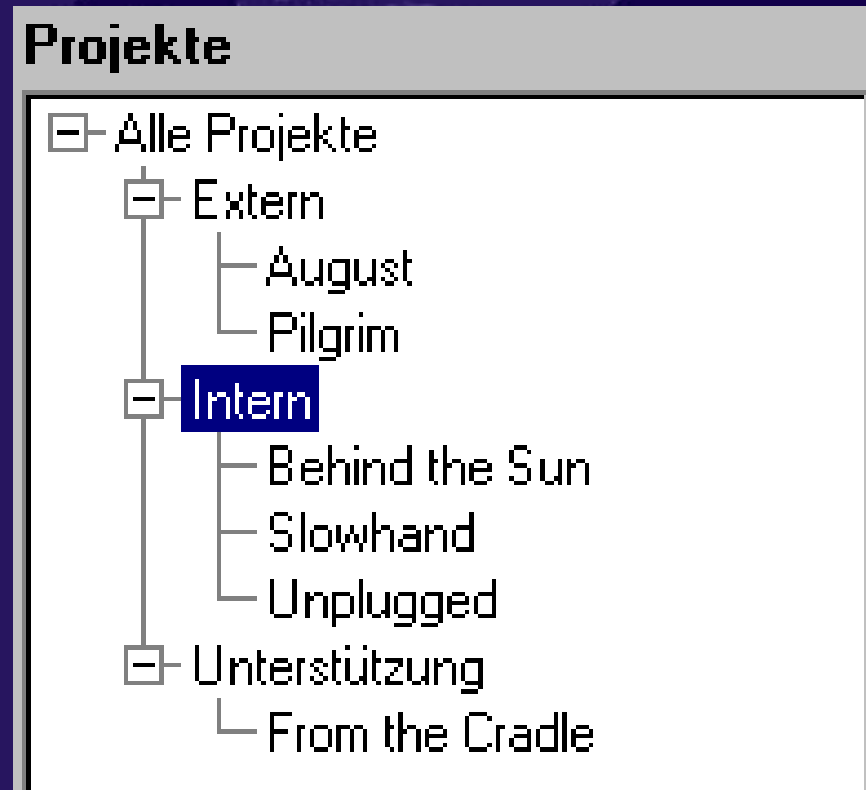 Projekte
Alle Projekte
Extern
August
Pilgrim
Intern
Behind the Sun
Slowhand
Unplugged
Unterstützung
From the Cradle